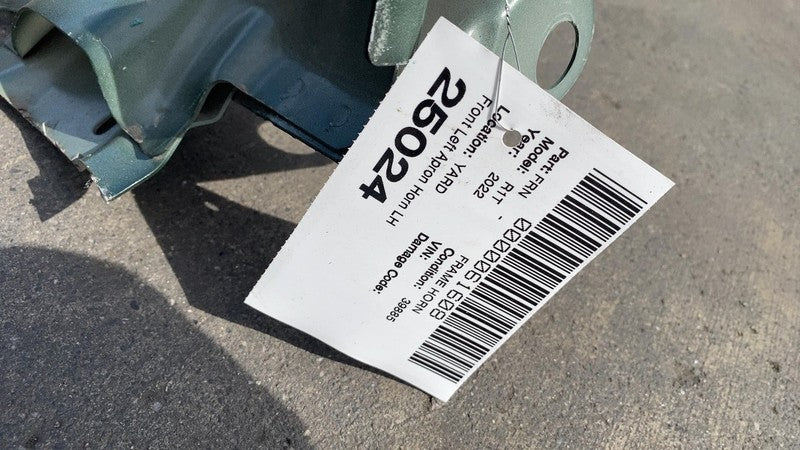 25024
Front Left Apron Horn LH
Location: YARD
Year: 2022
Model: R1T -
Part: FRN
Damage Code:
VIN:
Condition:
FRAME HORN 39885
0000061608